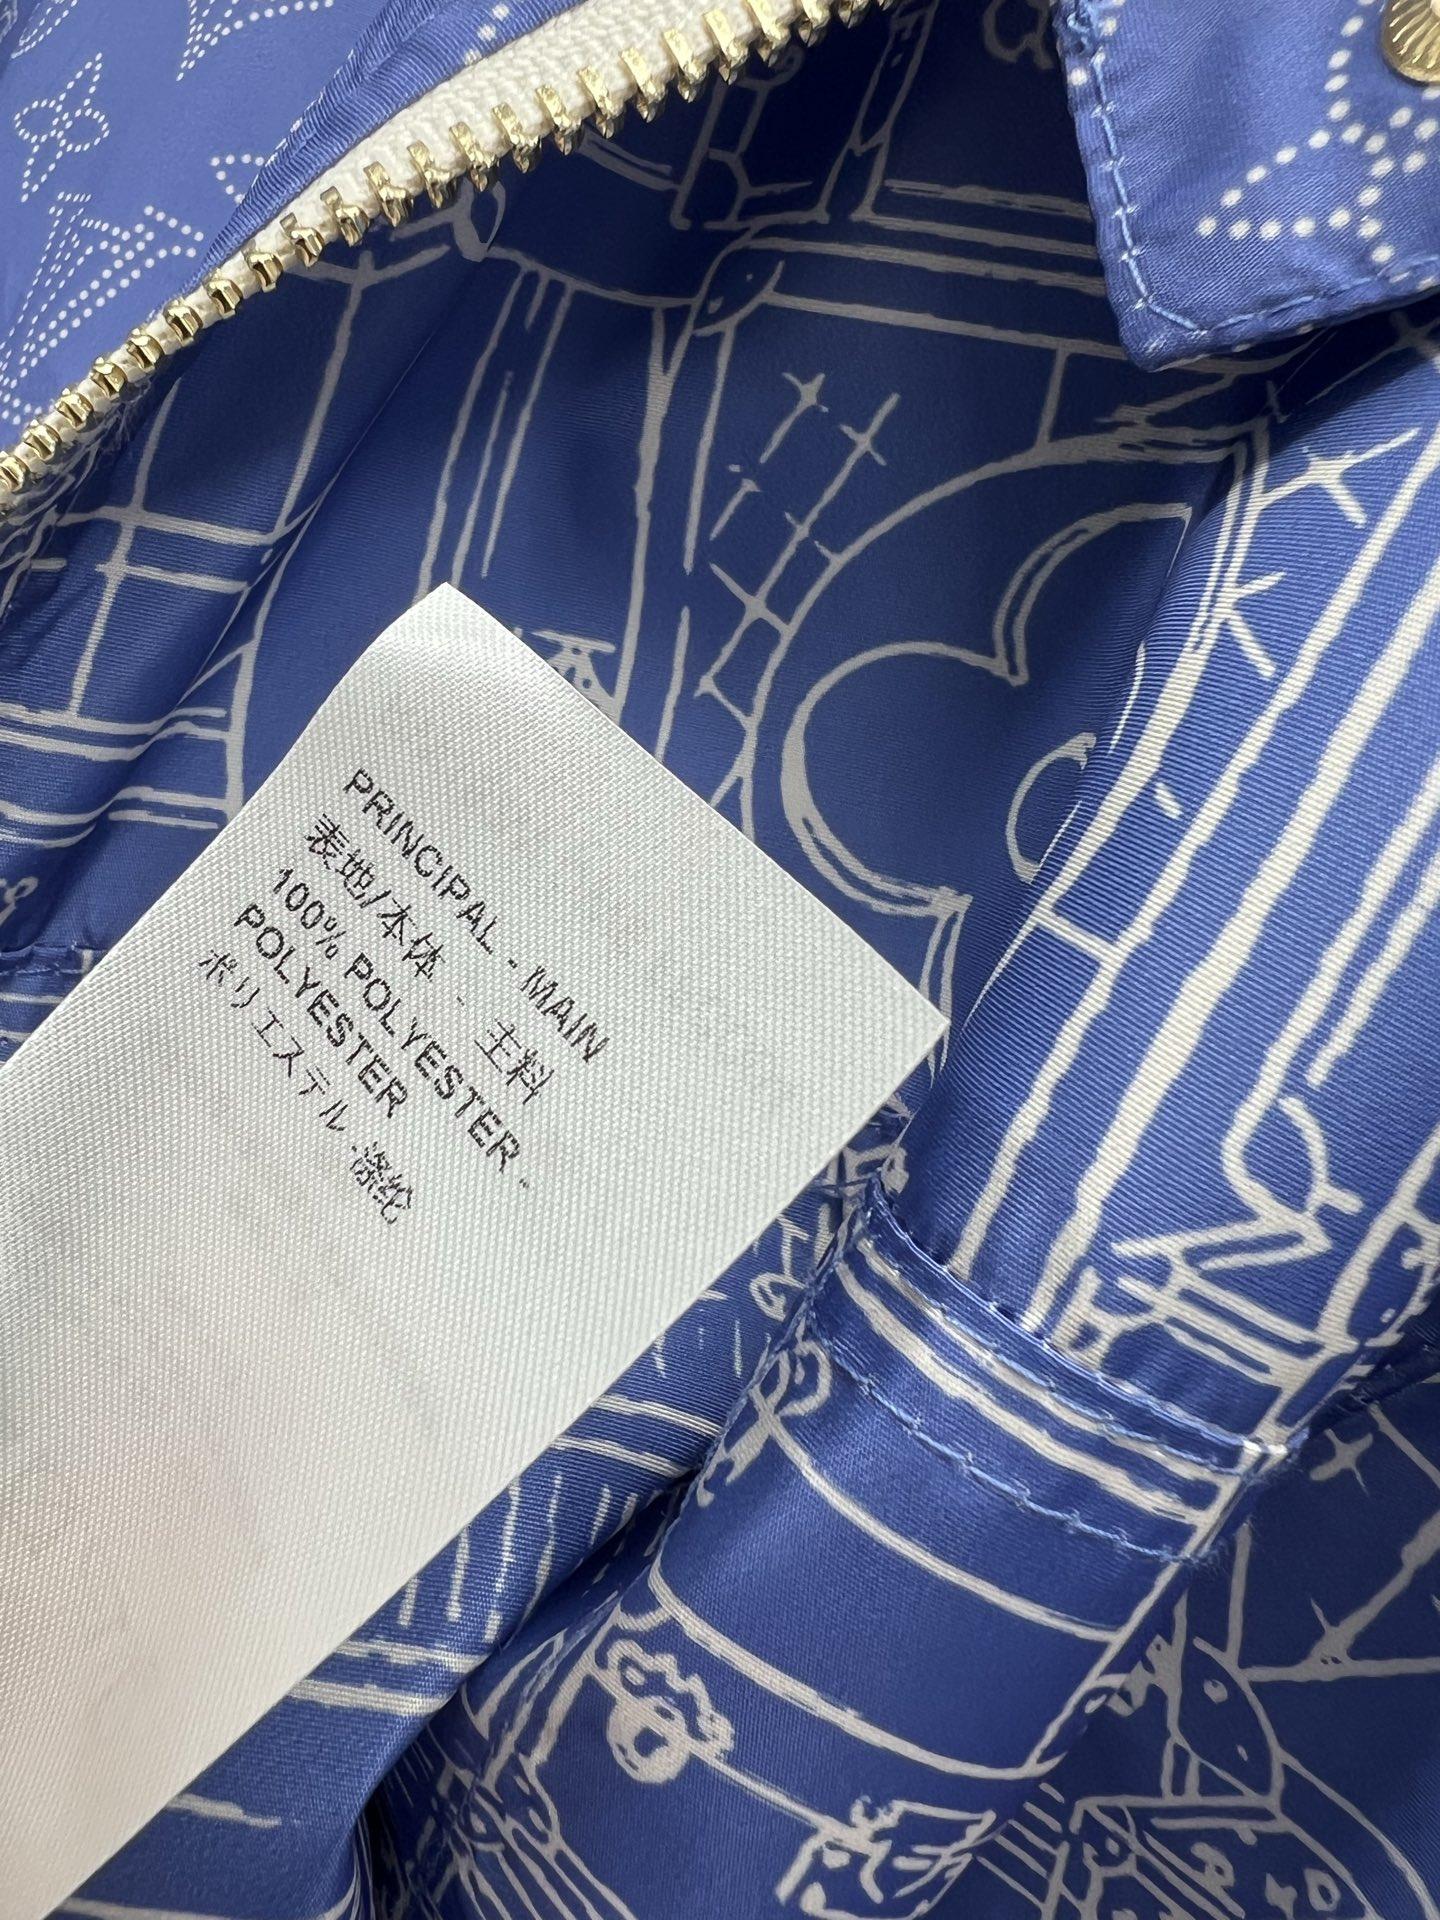 PRINCIPAL - MAIN
表地/本体 - 主料
100% POLYESTER -
POLYESTER
ポリエステル-涤纶